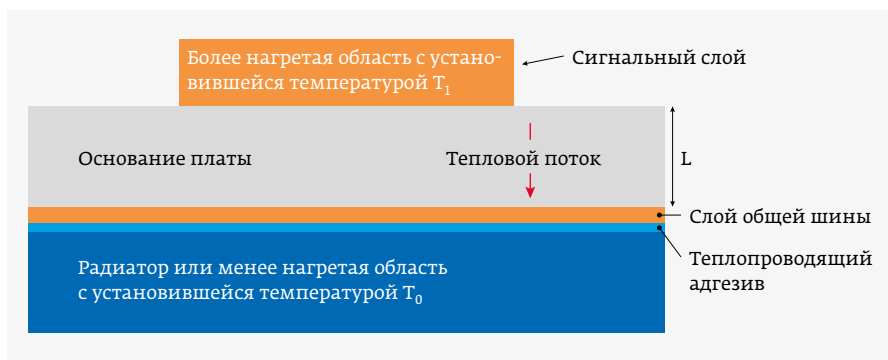 Более нагретая область с устано-
вившейся температурой T₁
Сигнальный слой
Основание платы
Тепловой поток
L
Слой общей шины
Теплопроводящий
адгезив
Радиатор или менее нагретая область
с установившейся температурой T₀